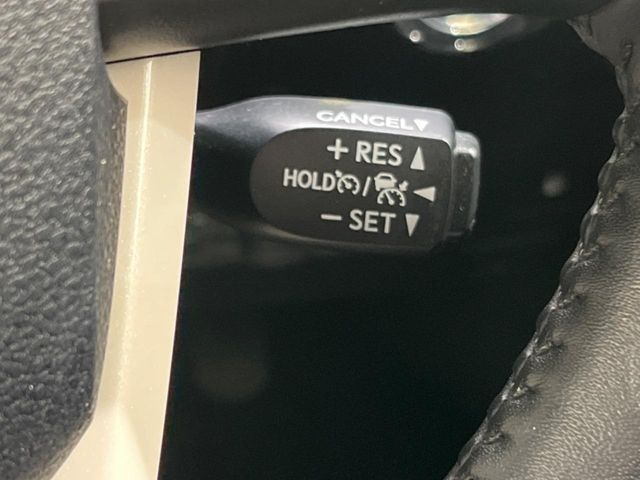 CANCEL▼
+ RES ▲
HOLD / ◀
− SET ▼